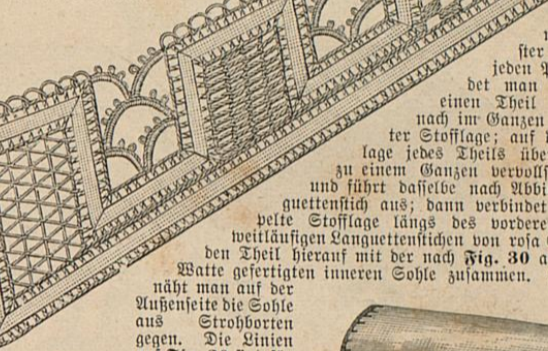 ster
jeden
det man
einen Theil
nach im Ganzen
ter Stofflage; auf
lage jedes Theils übe
zu einem Ganzen vervolls
und führt dasselbe nach Abbi
guettenstich aus; dann verbindet
pelte Stofflage längs des vordere
weitläufigen Languettenstichen von rosa
den Theil hierauf mit der nach Fig. 30 a
Watte gefertigten inneren Sohle zusammen.
näht man auf der
Außenseite die Sohle
aus Strohborten
gegen. Die Linien